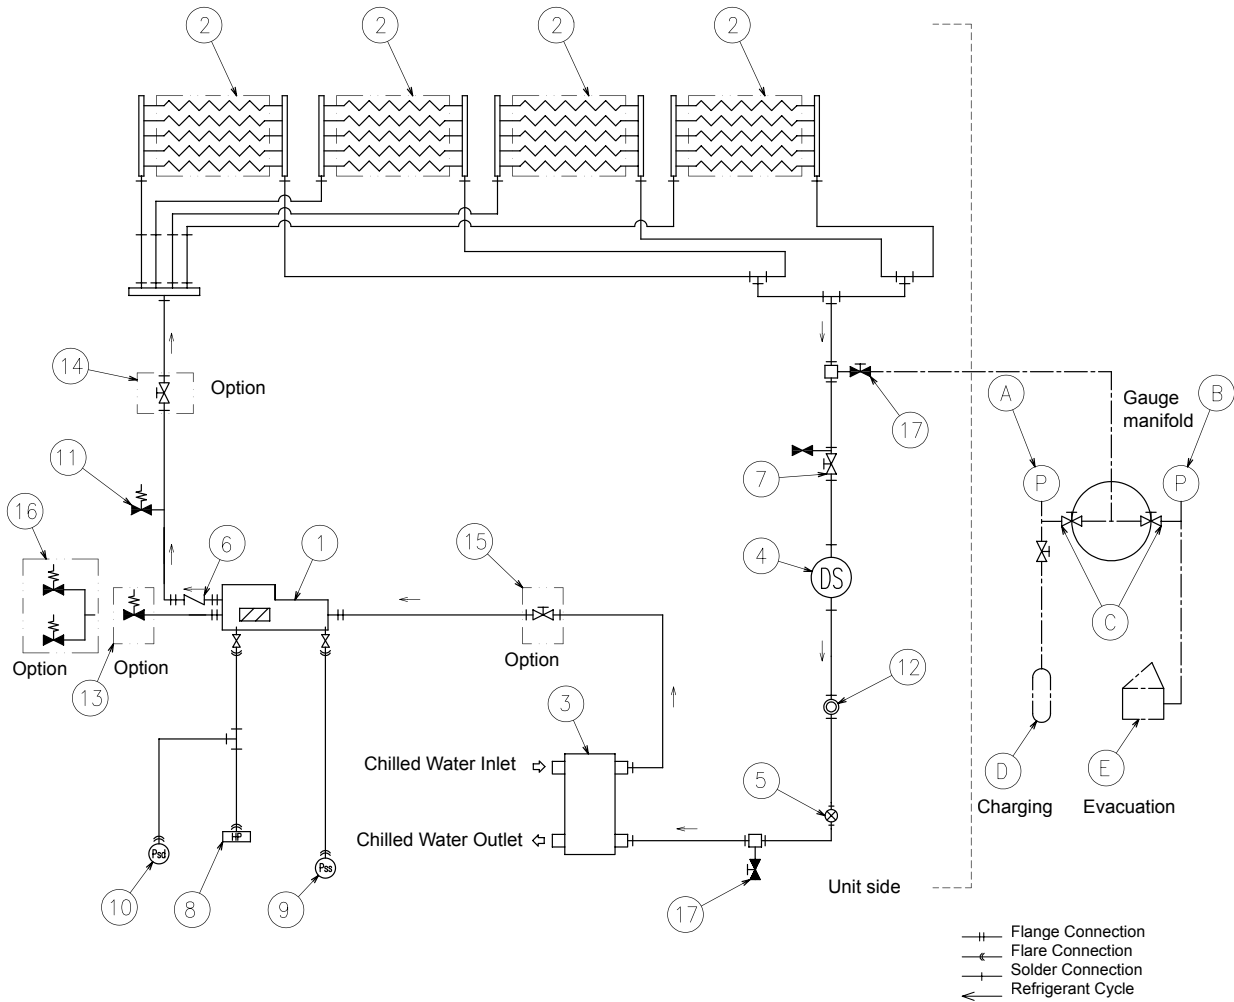 2
2
2
2
14
Option
A
Gauge
manifold
B
17
11
7
P
P
16
6
1
15
4
DS
C
Option
Option
Option
13
3
12
Chilled Water Inlet
D
E
5
Charging
Evacuation
Chilled Water Outlet
HP
Psd
Pss
10
8
9
17
Unit side
Flange Connection
Flare Connection
Solder Connection
Refrigerant Cycle